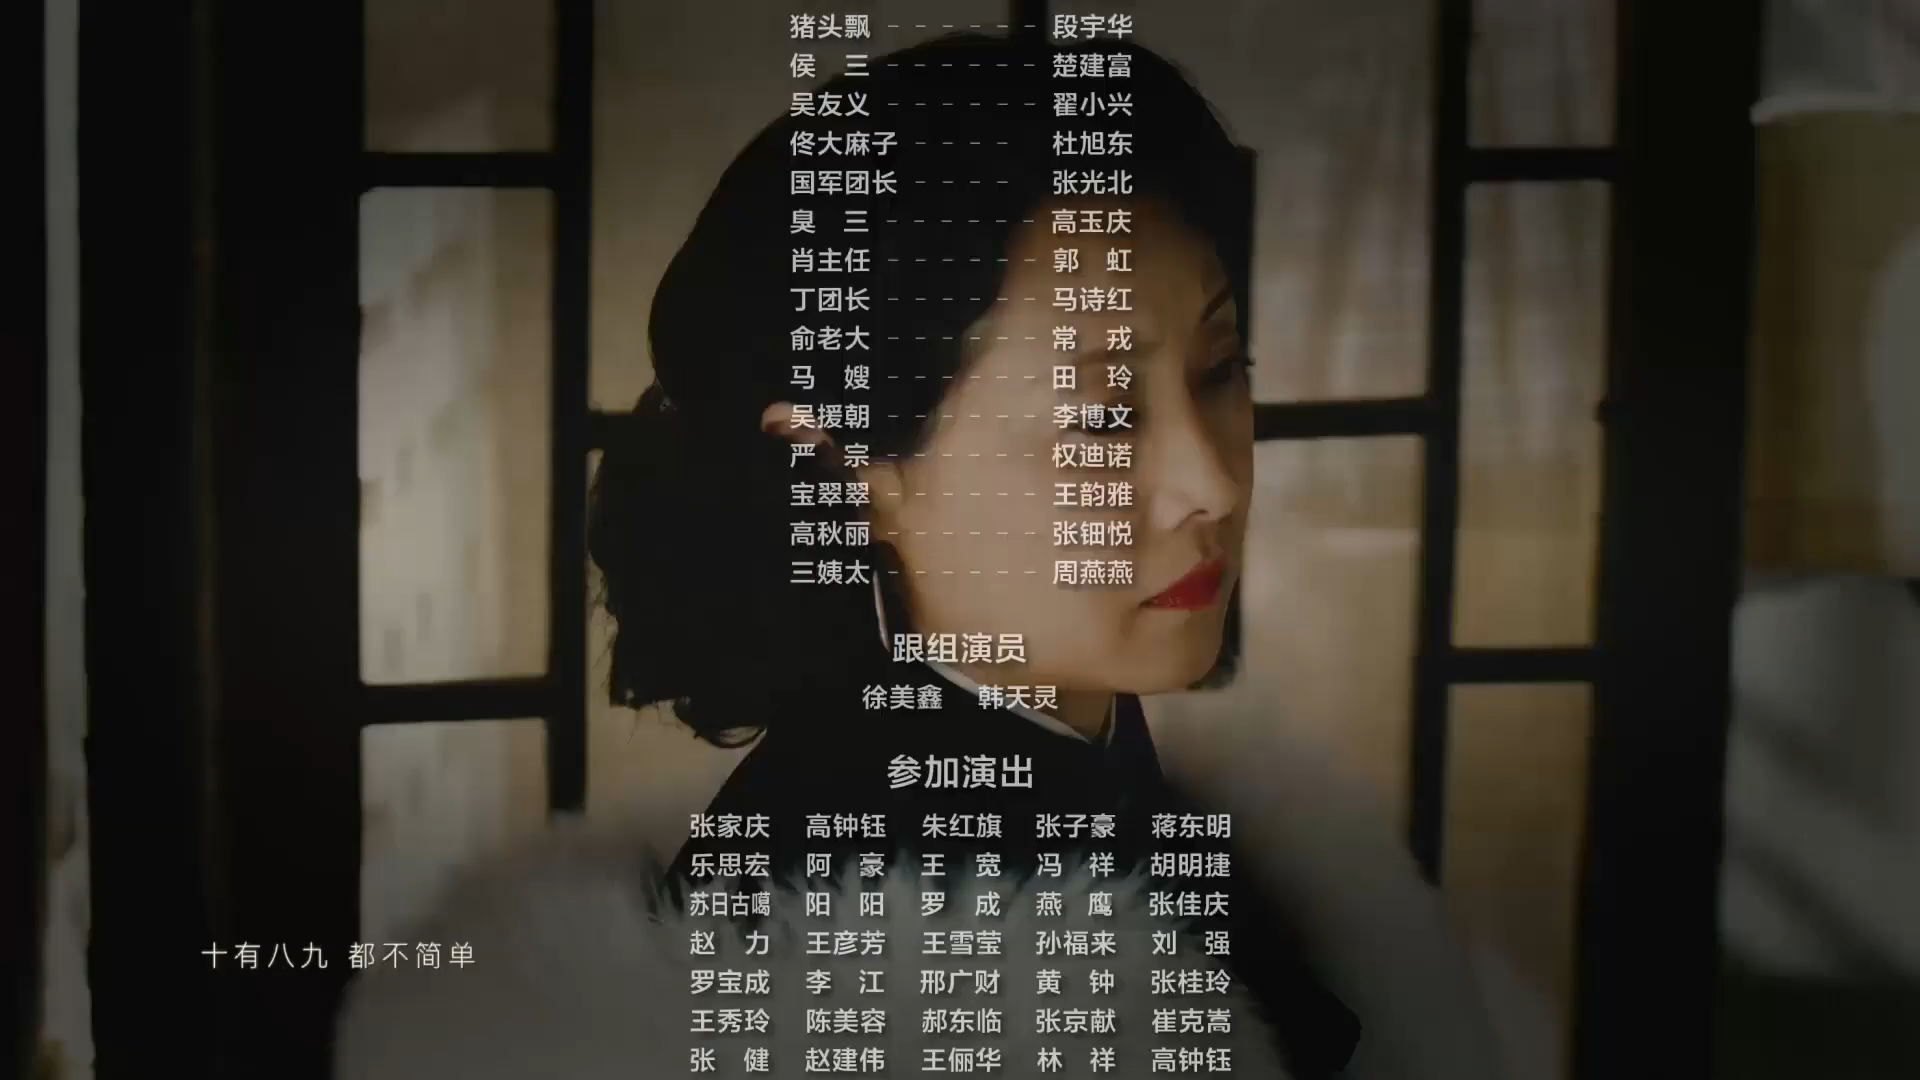 猪头飘 - - - - - - 段宇华
侯 三 - - - - - - 楚建富
吴友义 - - - - - - 翟小兴
佟大麻子 - - - - 杜旭东
国军团长 - - - - 张光北
臭 三 - - - - - - 高玉庆
肖主任 - - - - - - 郭 虹
丁团长 - - - - - - 马诗红
俞老大 - - - - - - 常 戎
马 嫂 - - - - - - 田 玲
吴援朝 - - - - - - 李博文
严 宗 - - - - - - 权迪诺
宝翠翠 - - - - - - 王韵雅
高秋丽 - - - - - - 张钿悦
三姨太 - - - - - - 周燕燕
跟组演员
徐美鑫 韩天灵
参加演出
张家庆 高钟钰 朱红旗 张子豪 蒋东明
乐思宏 阿 豪 王 宽 冯 祥 胡明捷
苏日古噶 阳 阳 罗 成 燕 鹰 张佳庆
赵 力 王彦芳 王雪莹 孙福来 刘 强
罗宝成 李 江 邢广财 黄 钟 张桂玲
王秀玲 陈美容 郝东临 张京献 崔克嵩
张 健 赵建伟 王俪华 林 祥 高钟钰
十有八九 都不简单